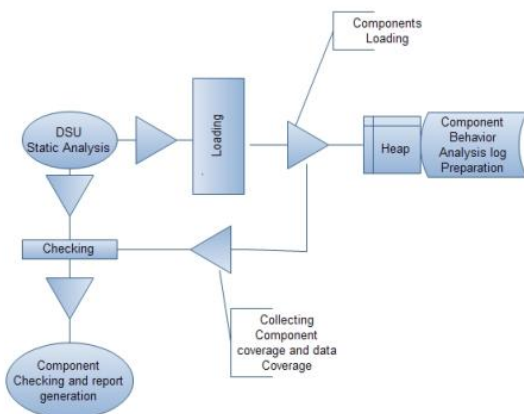 Components
Loading
DSU
Static Analysis
Loading
Heap
Component
Behavior
Analysis log
Preparation
Checking
Collecting
Component
coverage and data
Coverage
Component
Checking and report
generation